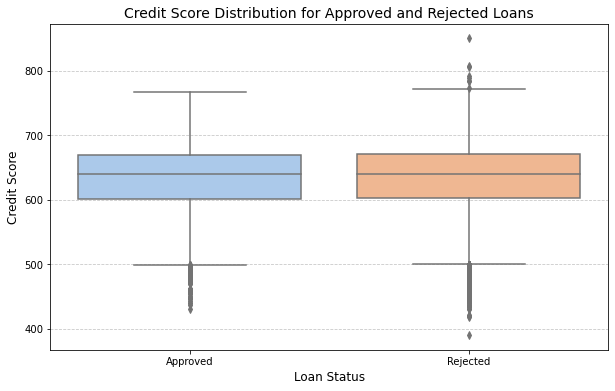 Credit Score Distribution for Approved and Rejected Loans
800
700
600
500
400
Credit Score
Approved
Rejected
Loan Status